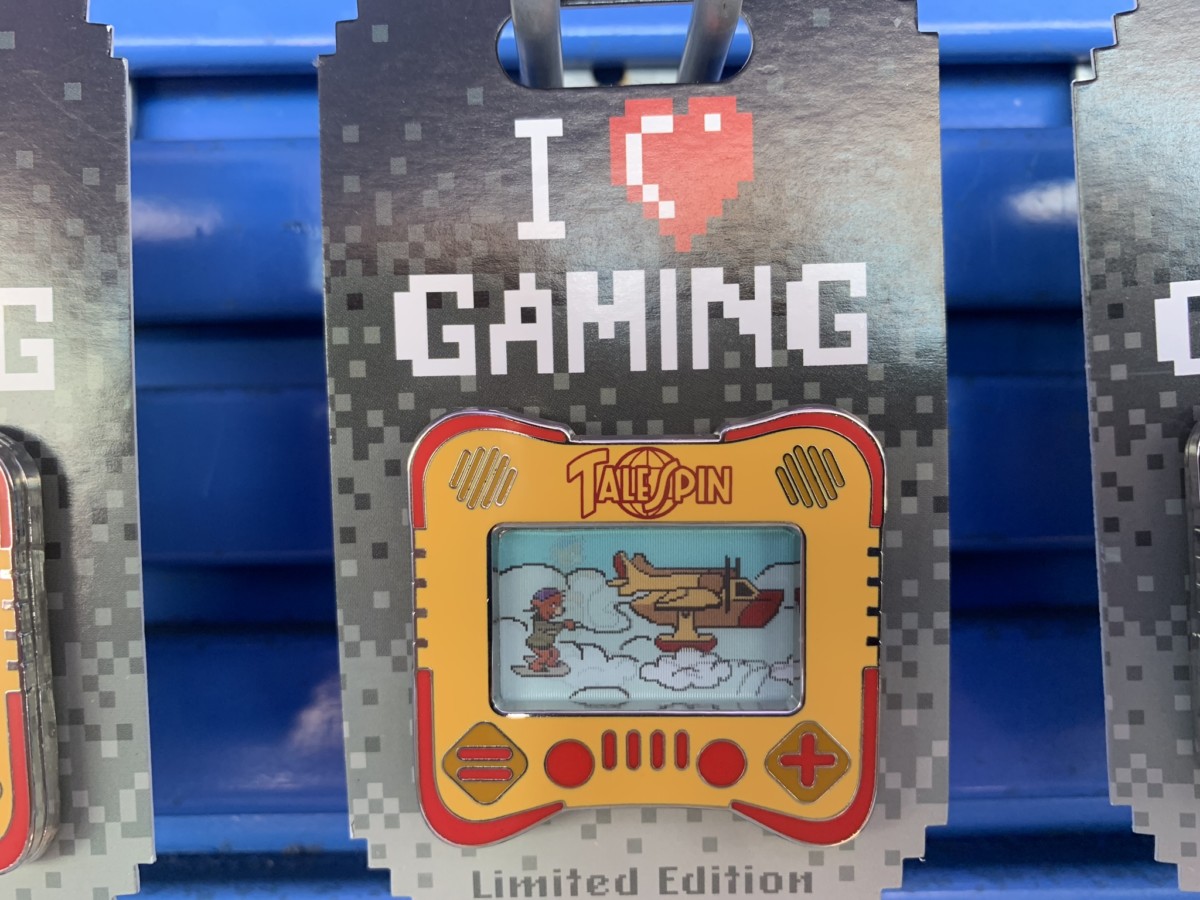 I
GAMING
TALESPIN
Limited Edition
G